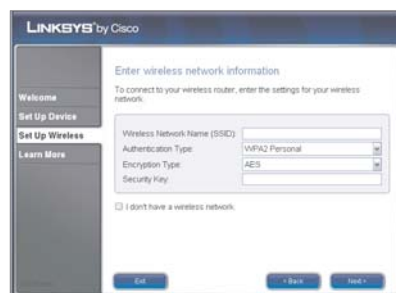 LINKSYS® by Cisco
Welcome
Set Up Device
Set Up Wireless
Learn More
Enter wireless network information
To connect to your wireless router, enter the settings for your wireless
network.
Wireless Network Name (SSID):
Authentication Type: WPA2 Personal
Encryption Type: AES
Security Key:
I don't have a wireless network.
Exit
< Back
Next >